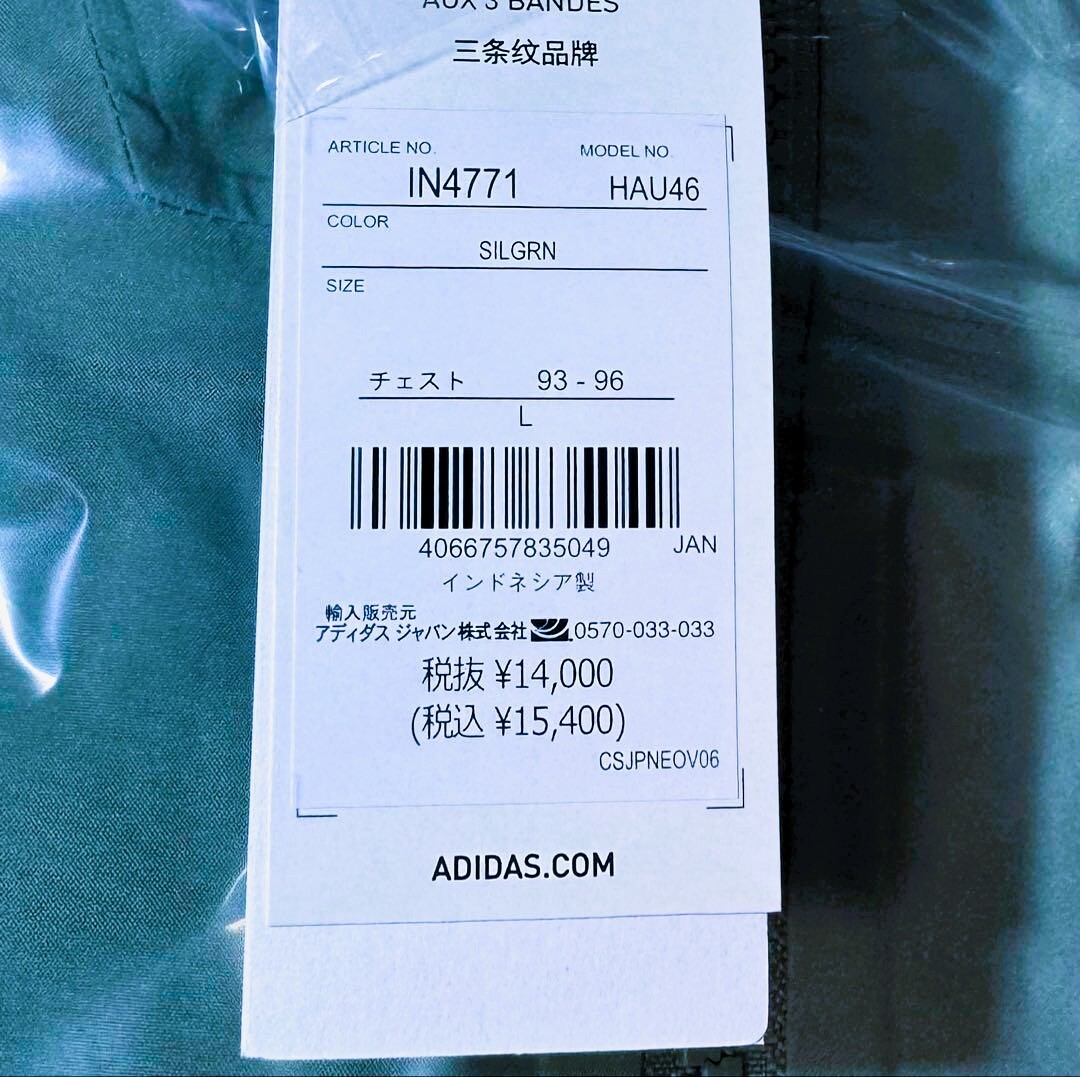 AUX 3 BANDES
三条纹品牌
ARTICLE NO. MODEL NO.
IN4771 HAU46
COLOR
SILGRN
SIZE
チェスト 93 - 96
L
4066757835049 JAN
インドネシア製
輸入販売元
アディダス ジャパン株式会社 0570-033-033
税抜 ¥14,000
(税込 ¥15,400)
CSJPNEOV06
ADIDAS.COM